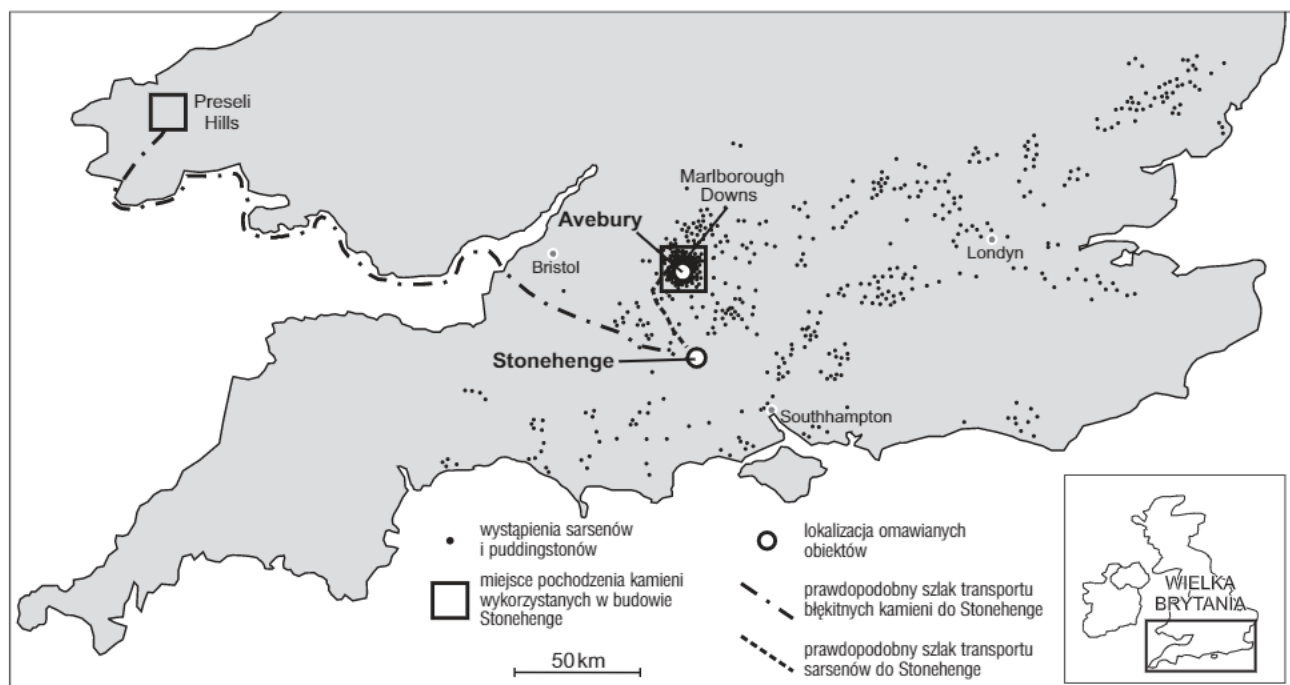 Preseli
Hills
Marlborough
Downs
Avebury
Bristol
Londyn
Stonehenge
Southhampton
wystąpienia sarsenów
i puddingstonów
miejsce pochodzenia kamieni
wykorzystanych w budowie
Stonehenge
50 km
lokalizacja omawianych
obiektów
prawdopodobny szlak transportu
błękitnych kamieni do Stonehenge
prawdopodobny szlak transportu
sarsenów do Stonehenge
WIELKA
BRYTANIA